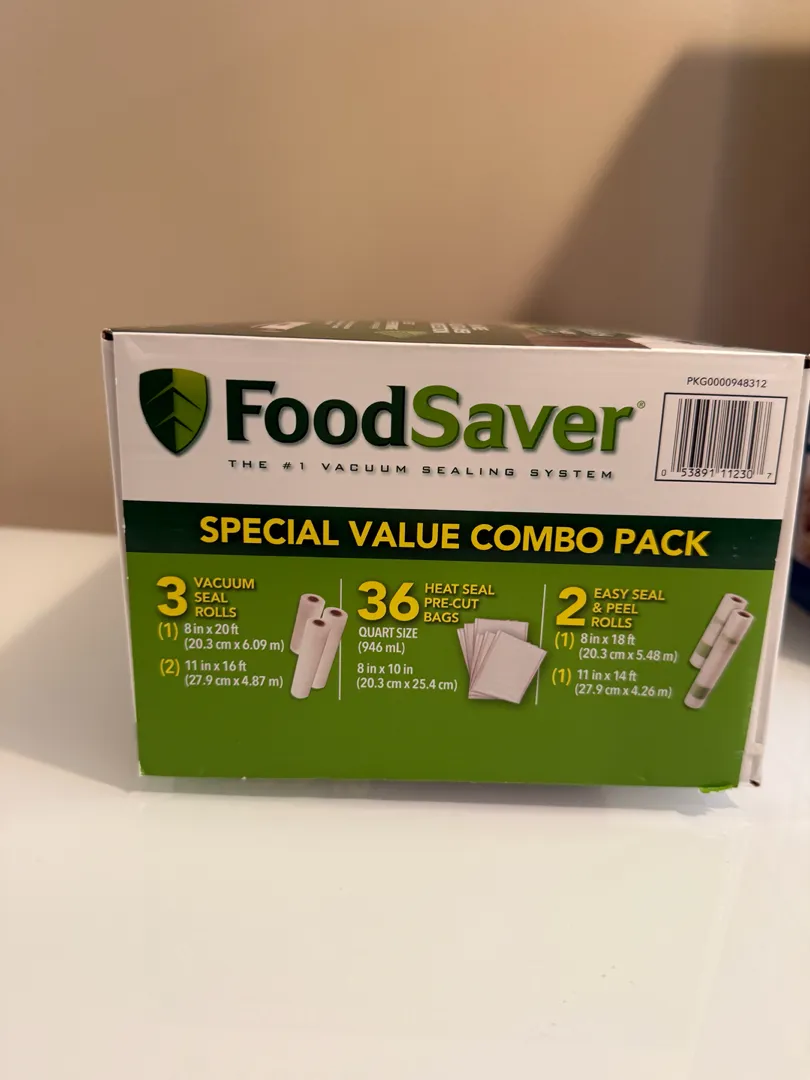 FoodSaver®
THE #1 VACUUM SEALING SYSTEM
PKG0000948312
0 53891 11230 7
SPECIAL VALUE COMBO PACK
3 VACUUM
SEAL
ROLLS
(1) 8 in x 20 ft
(20.3 cm x 6.09 m)
(2) 11 in x 16 ft
(27.9 cm x 4.87 m)
36 HEAT SEAL
PRE-CUT
BAGS
QUART SIZE
(946 mL)
8 in x 10 in
(20.3 cm x 25.4 cm)
2 EASY SEAL
& PEEL
ROLLS
(1) 8 in x 18 ft
(20.3 cm x 5.48 m)
(1) 11 in x 14 ft
(27.9 cm x 4.26 m)